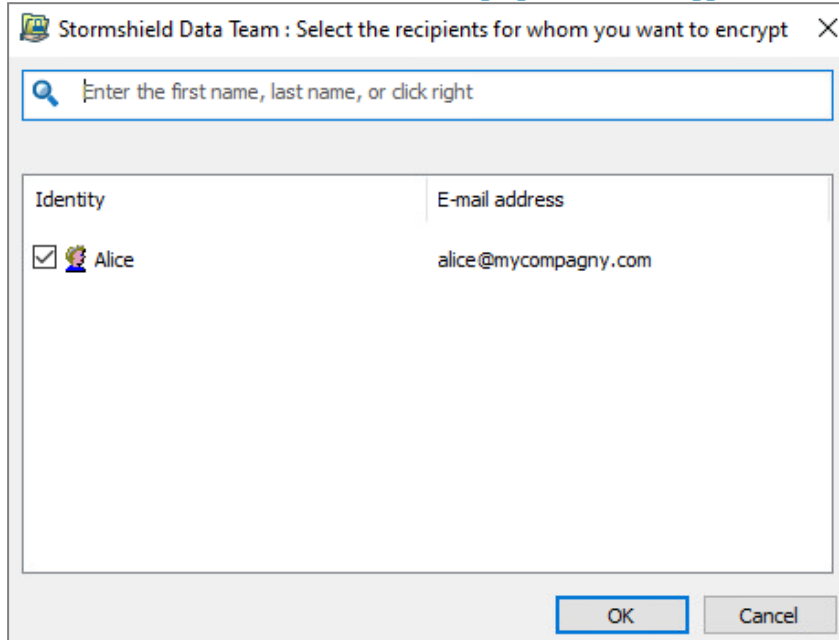 Stormshield Data Team : Select the recipients for whom you want to encrypt
Enter the first name, last name, or click right
Identity E-mail address
Alice alice@mycompagny.com
OK Cancel